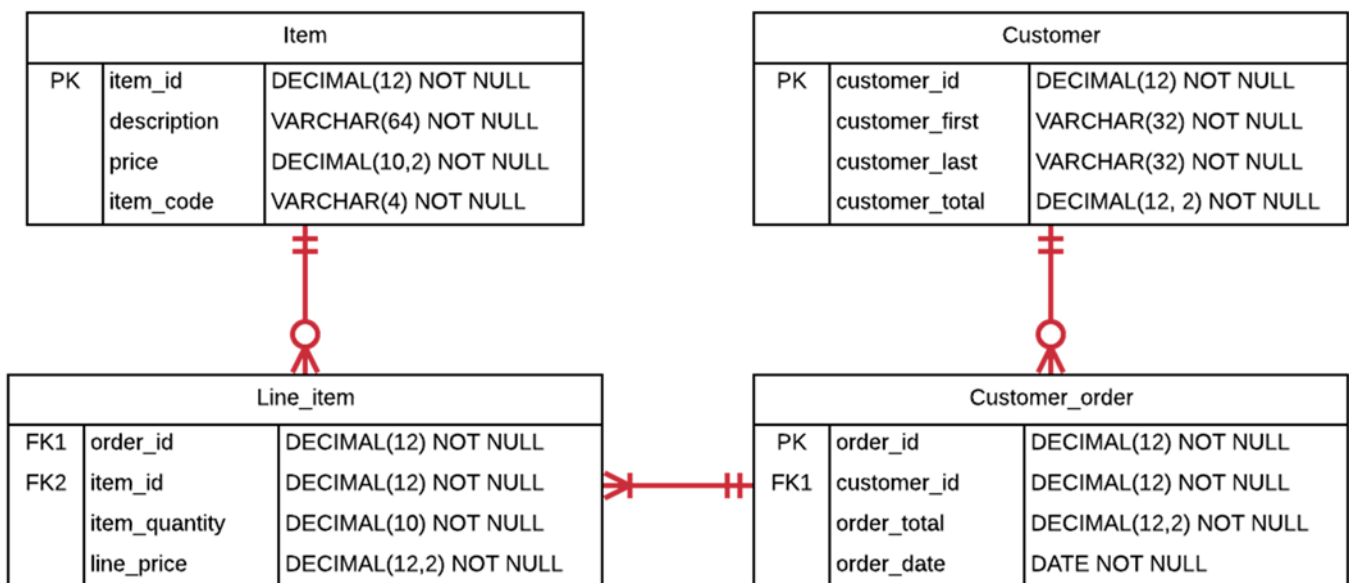 Item
PK item_id DECIMAL(12) NOT NULL
description VARCHAR(64) NOT NULL
price DECIMAL(10,2) NOT NULL
item_code VARCHAR(4) NOT NULL
Customer
PK customer_id DECIMAL(12) NOT NULL
customer_first VARCHAR(32) NOT NULL
customer_last VARCHAR(32) NOT NULL
customer_total DECIMAL(12, 2) NOT NULL
Line_item
FK1 order_id DECIMAL(12) NOT NULL
FK2 item_id DECIMAL(12) NOT NULL
item_quantity DECIMAL(10) NOT NULL
line_price DECIMAL(12,2) NOT NULL
Customer_order
PK order_id DECIMAL(12) NOT NULL
FK1 customer_id DECIMAL(12) NOT NULL
order_total DECIMAL(12,2) NOT NULL
order_date DATE NOT NULL